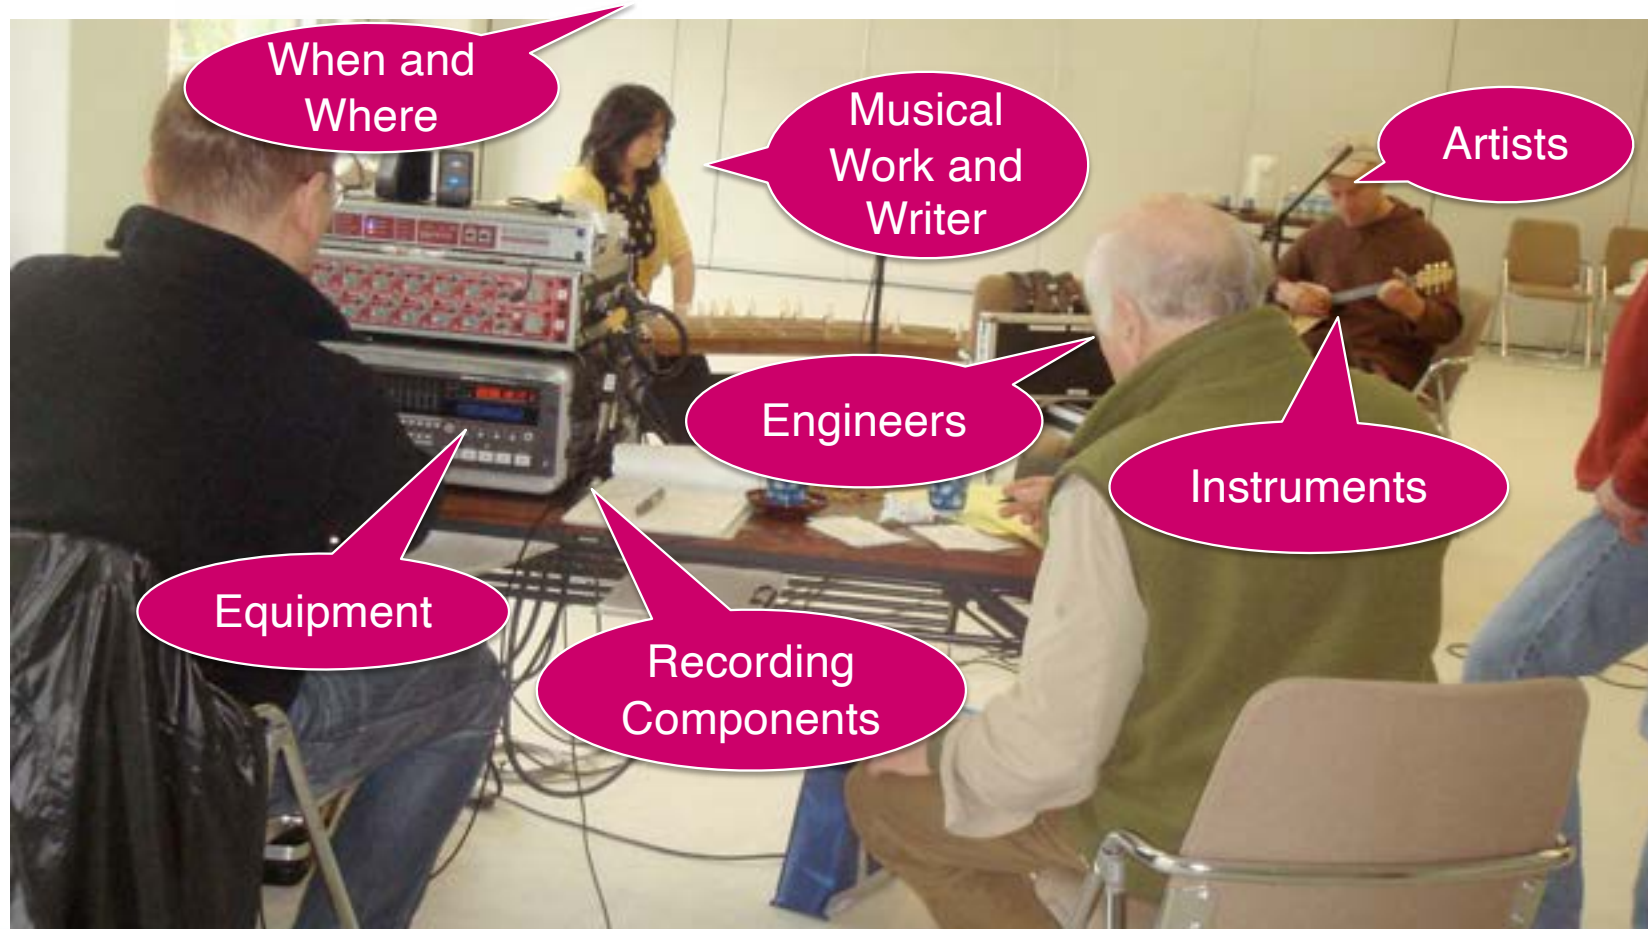 When and
Where
Musical
Work and
Writer
Artists
Engineers
Instruments
Equipment
Recording
Components